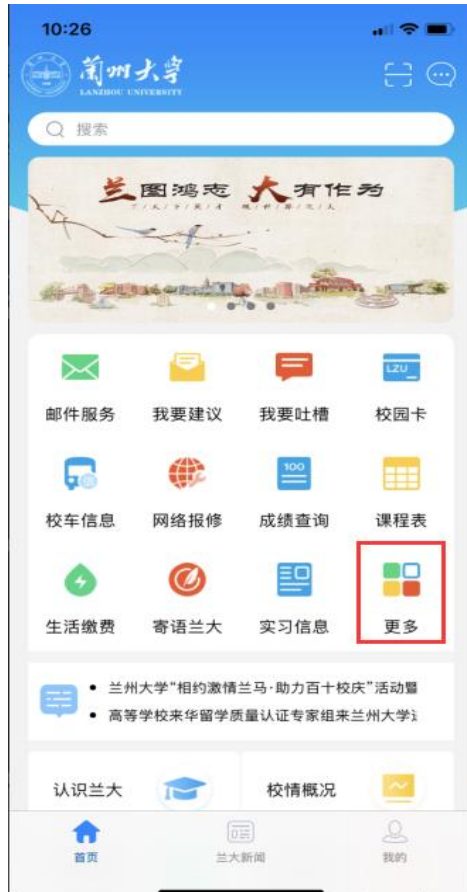 10:26
兰州大学
LANZHOU UNIVERSITY
搜索
兰图鸿志 大有作为
邮件服务 我要建议 我要吐槽 校园卡
LZU
校车信息 网络报修 成绩查询 课程表
100
生活缴费 寄语兰大 实习信息 更多
• 兰州大学“相约激情兰马·助力百十校庆”活动暨
• 高等学校来华留学质量认证专家组来兰州大学
认识兰大 校情概况
首页 兰大新闻 我的